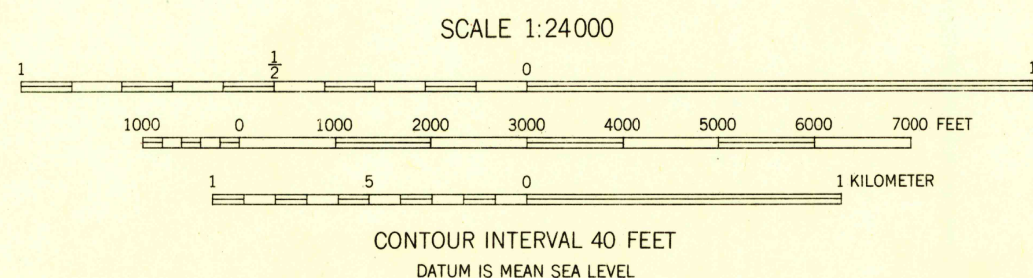 SCALE 1:24000
1 1/2 0 1
1000 0 1000 2000 3000 4000 5000 6000 7000 FEET
1 5 0 1 KILOMETER
CONTOUR INTERVAL 40 FEET
DATUM IS MEAN SEA LEVEL